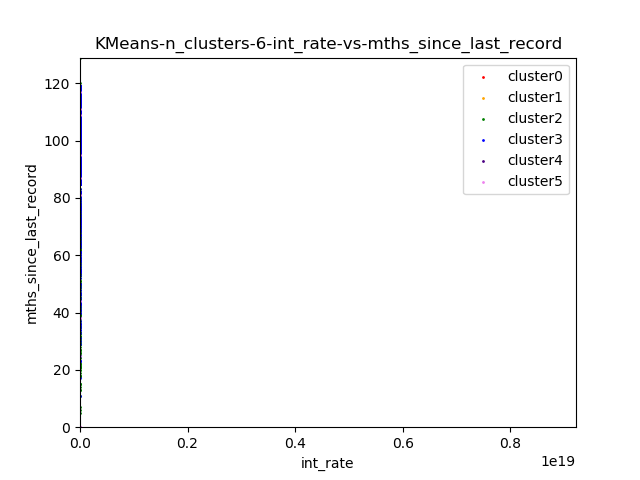 KMeans-n_clusters-6-int_rate-vs-mths_since_last_record
cluster0
cluster1
cluster2
cluster3
cluster4
cluster5
mths_since_last_record
120
100
80
60
40
20
0
0.0 0.2 0.4 0.6 0.8
1e19
int_rate